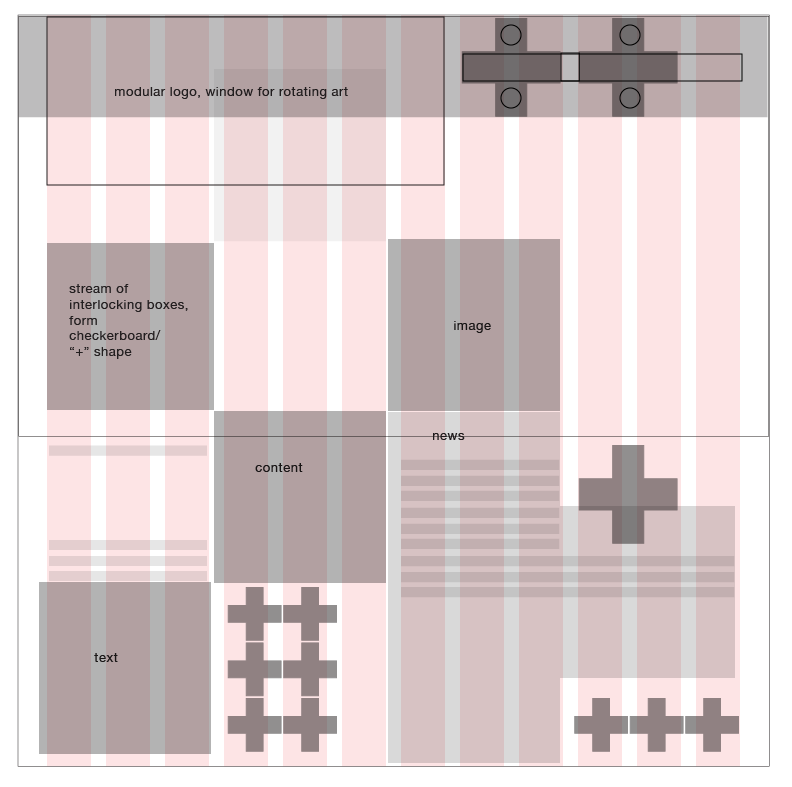 modular logo, window for rotating art
stream of
interlocking boxes,
form
checkerboard/
“+” shape
image
news
content
text